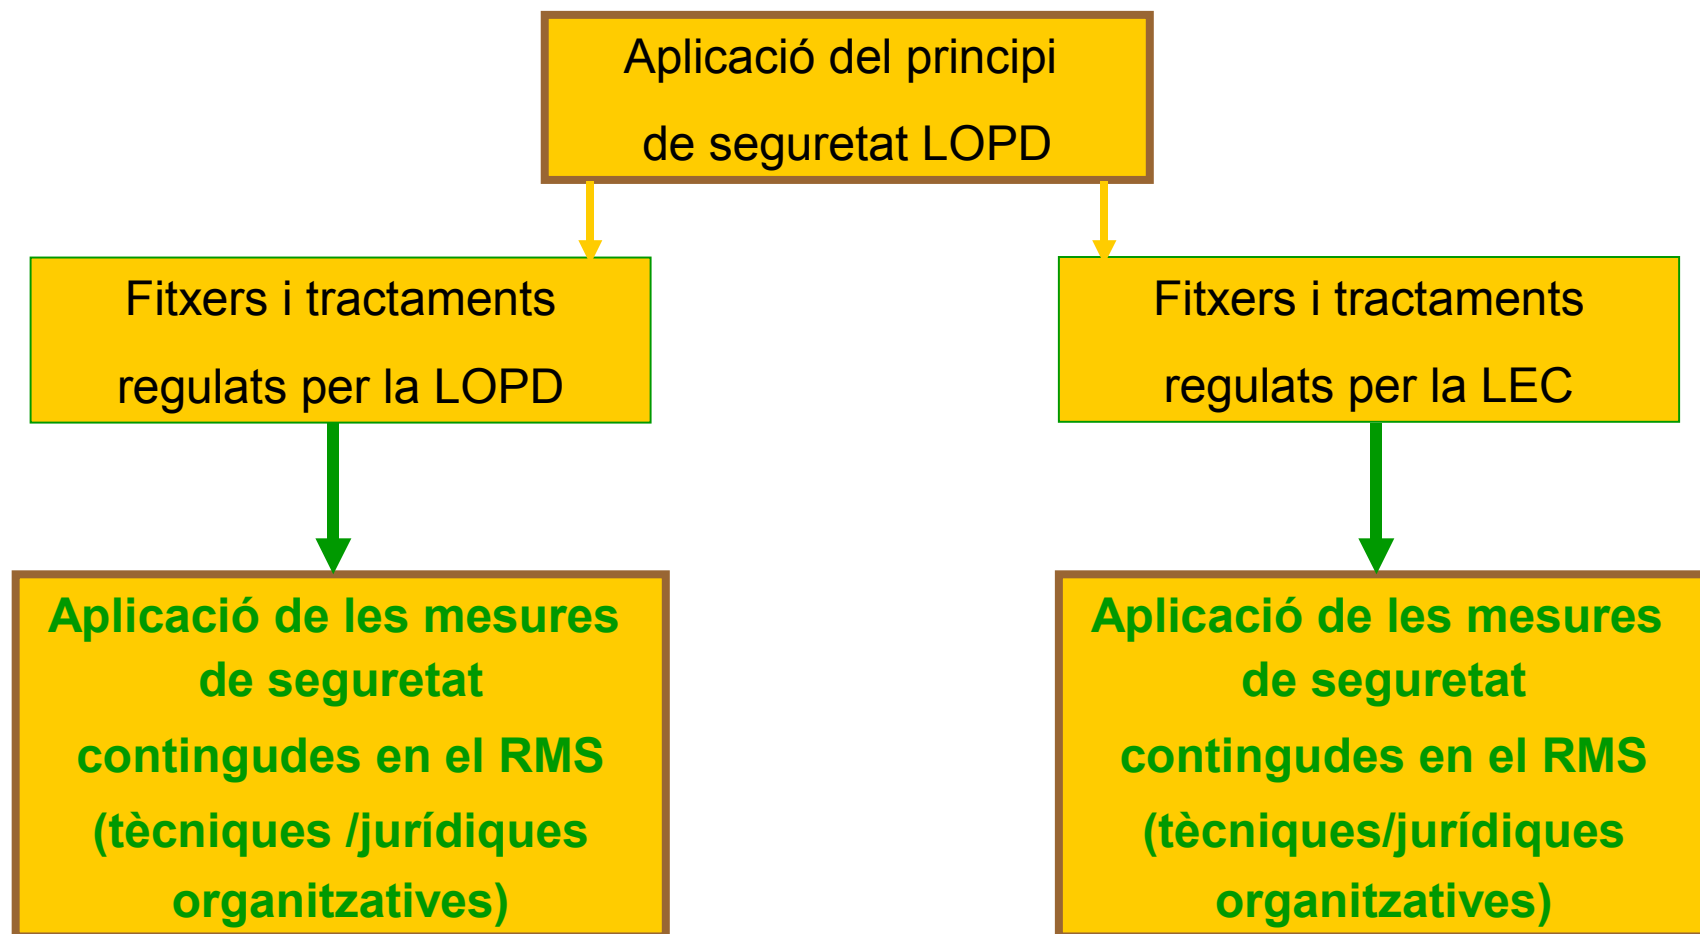 Aplicació del principi
de seguretat LOPD
Fitxers i tractaments
regulats per la LOPD
Fitxers i tractaments
regulats per la LEC
Aplicació de les mesures
de seguretat
contingudes en el RMS
(tècniques /jurídiques
organitzatives)
Aplicació de les mesures
de seguretat
contingudes en el RMS
(tècniques/jurídiques
organitzatives)